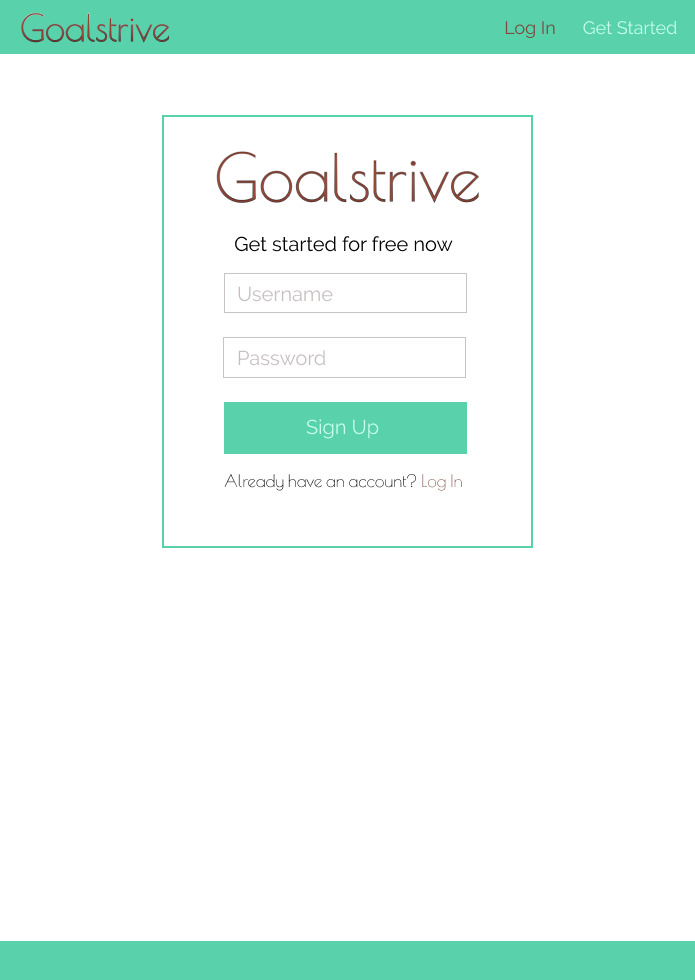 Goalstrive Log In Get Started
Goalstrive
Get started for free now
Username
Password
Sign Up
Already have an account? Log In